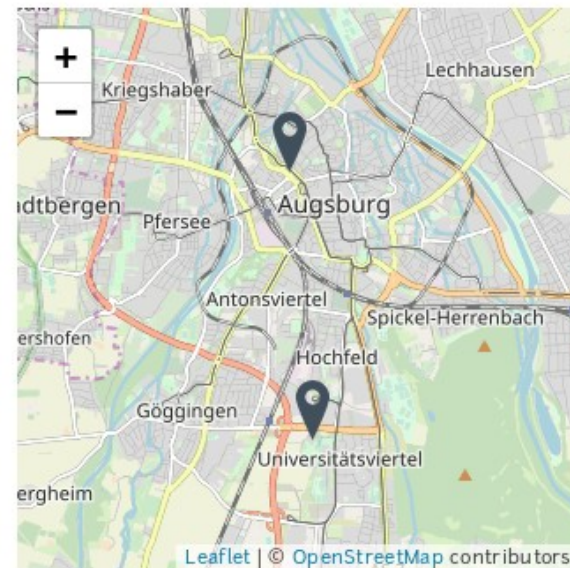 +
−
Lechhausen
Kriegshaber
adtbergen
Augsburg
Pfersee
Antonsviertel
Spickel-Herrenbach
ershofen
Hochfeld
Göggingen
Universitätsviertel
ergheim
Leaflet | © OpenStreetMap contributors